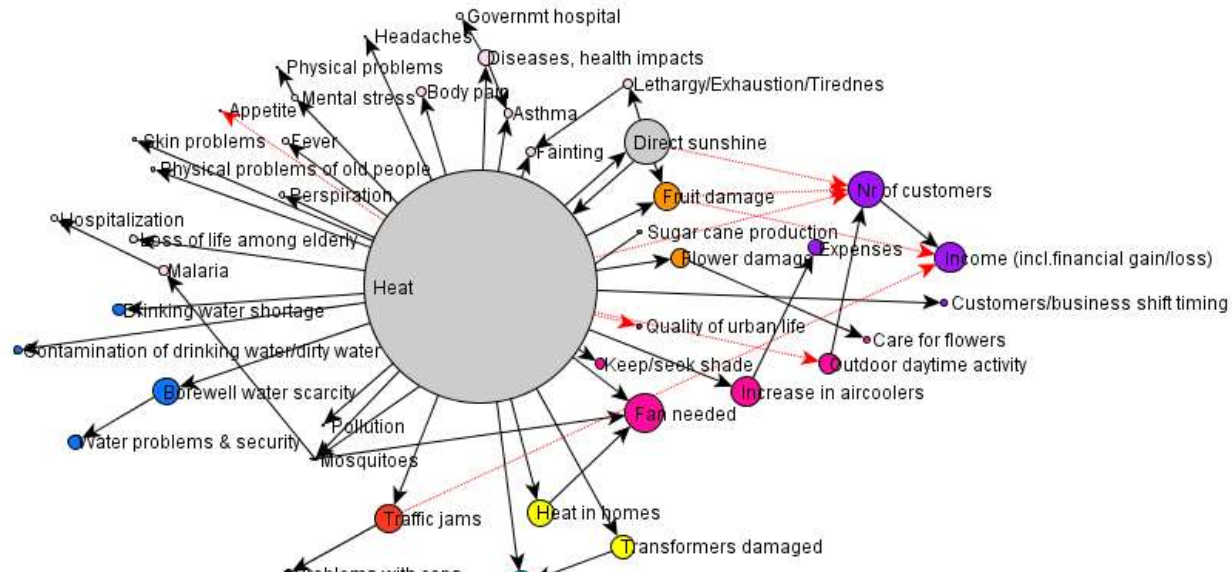 Governmt hospital
Headaches
Diseases, health impacts
Physical problems
Lethargy/Exhaustion/Tirednes
Mental stress
Body pain
Appetite
Asthma
Skin problems
Fever
Direct sunshine
Fainting
Physical problems of old people
Nr of customers
Perspiration
Fruit damage
Hospitalization
Sugar cane production
Loss of life among elderly
Expenses
Flower damage
Income (incl.financial gain/loss)
Malaria
Heat
Customers/business shift timing
Drinking water shortage
Quality of urban life
Care for flowers
Contamination of drinking water/dirty water
Keep/seek shade
Outdoor daytime activity
Borewell water scarcity
Increase in aircoolers
Fan needed
Pollution
Water problems & security
Mosquitoes
Heat in homes
Traffic jams
Transformers damaged